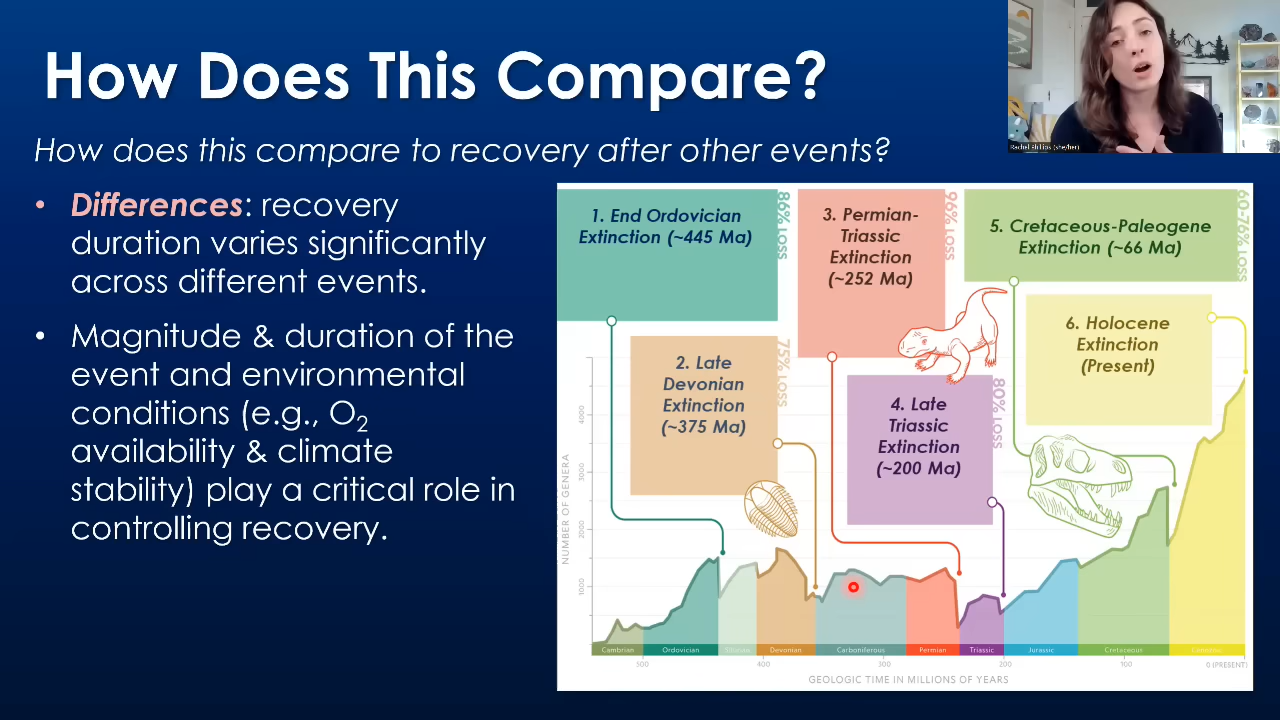 How Does This Compare?
Rachel Phillips (she/her)
How does this compare to recovery after other events?
• Differences: recovery
duration varies significantly
across different events.
• Magnitude & duration of the
event and environmental
conditions (e.g., O₂
availability & climate
stability) play a critical role in
controlling recovery.
1. End Ordovician
Extinction (~445 Ma)
86% LOSS
2. Late
Devonian
Extinction
(~375 Ma)
75% LOSS
3. Permian-
Triassic
Extinction
(~252 Ma)
96% LOSS
4. Late
Triassic
Extinction
(~200 Ma)
80% LOSS
5. Cretaceous-Paleogene
Extinction (~66 Ma)
60-76% LOSS
6. Holocene
Extinction
(Present)
NUMBER OF GENERA
4000
3000
2000
1000
Cambrian
Ordovician
Silurian
Devonian
Carboniferous
Permian
Triassic
Jurassic
Cretaceous
500
400
300
200
100
0 (PRESENT)
GEOLOGIC TIME IN MILLIONS OF YEARS